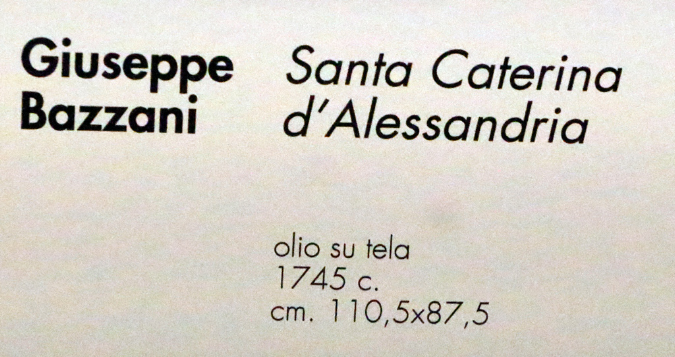 Giuseppe
Bazzani
Santa Caterina
d'Alessandria
olio su tela
1745 c.
cm. 110,5x87,5